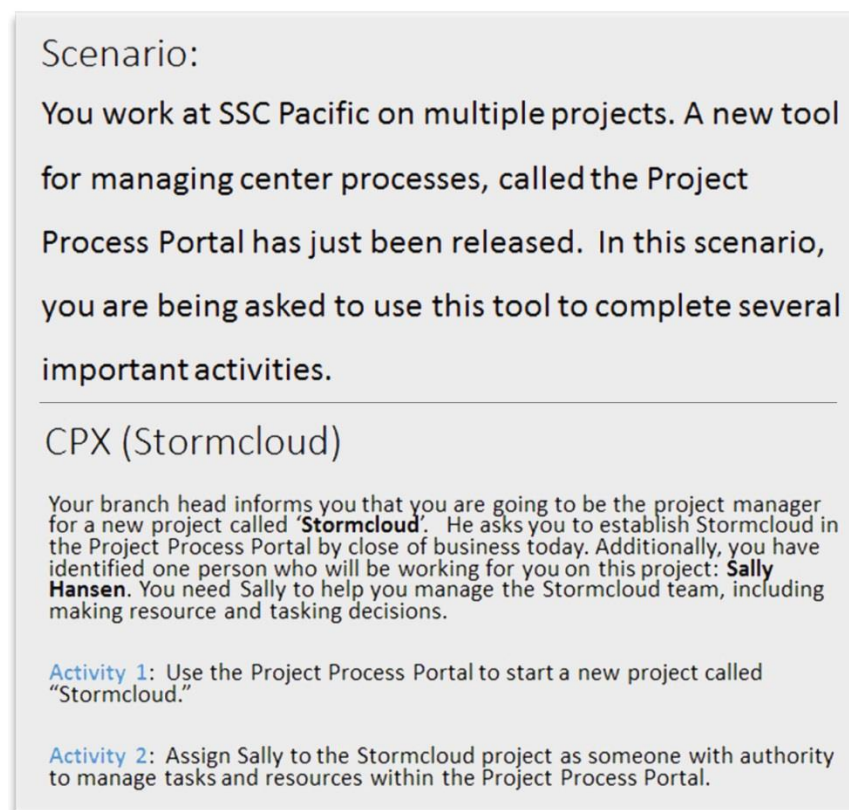 Scenario:
You work at SSC Pacific on multiple projects. A new tool
for managing center processes, called the Project
Process Portal has just been released. In this scenario,
you are being asked to use this tool to complete several
important activities.
CPX (Stormcloud)
Your branch head informs you that you are going to be the project manager
for a new project called ‘Stormcloud’. He asks you to establish Stormcloud in
the Project Process Portal by close of business today. Additionally, you have
identified one person who will be working for you on this project: Sally
Hansen. You need Sally to help you manage the Stormcloud team, including
making resource and tasking decisions.
Activity 1: Use the Project Process Portal to start a new project called
“Stormcloud.”
Activity 2: Assign Sally to the Stormcloud project as someone with authority
to manage tasks and resources within the Project Process Portal.